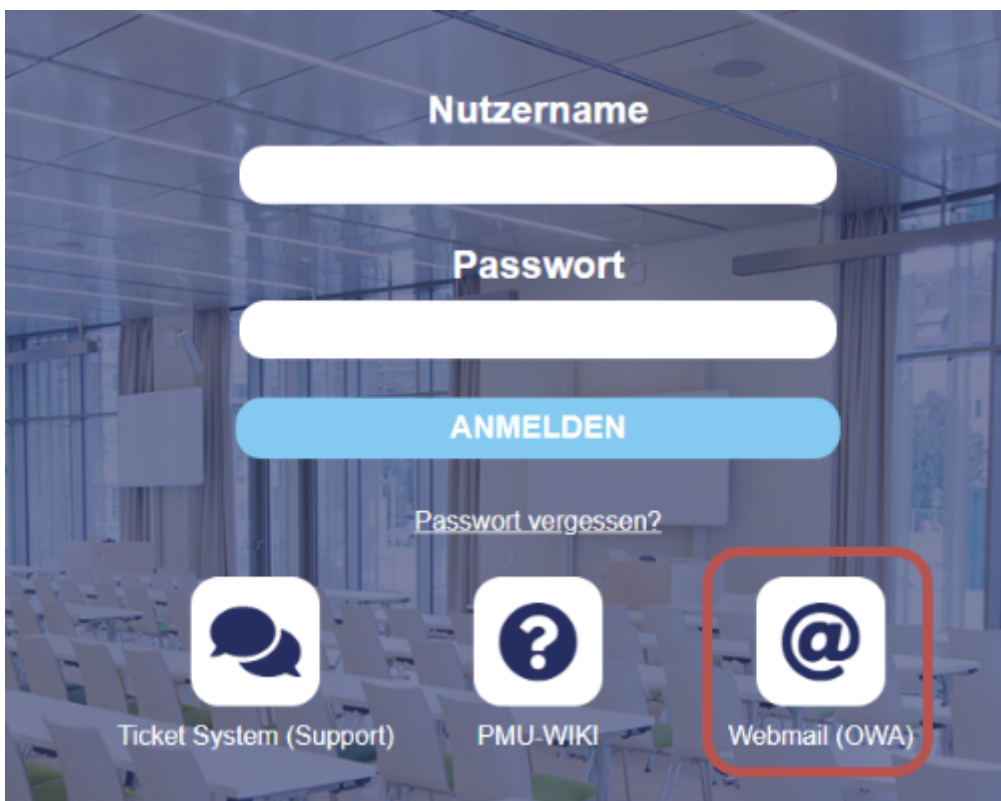 Nutzername
Passwort
ANMELDEN
Passwort vergessen?
Ticket System (Support)
PMU-WIKI
Webmail (OWA)